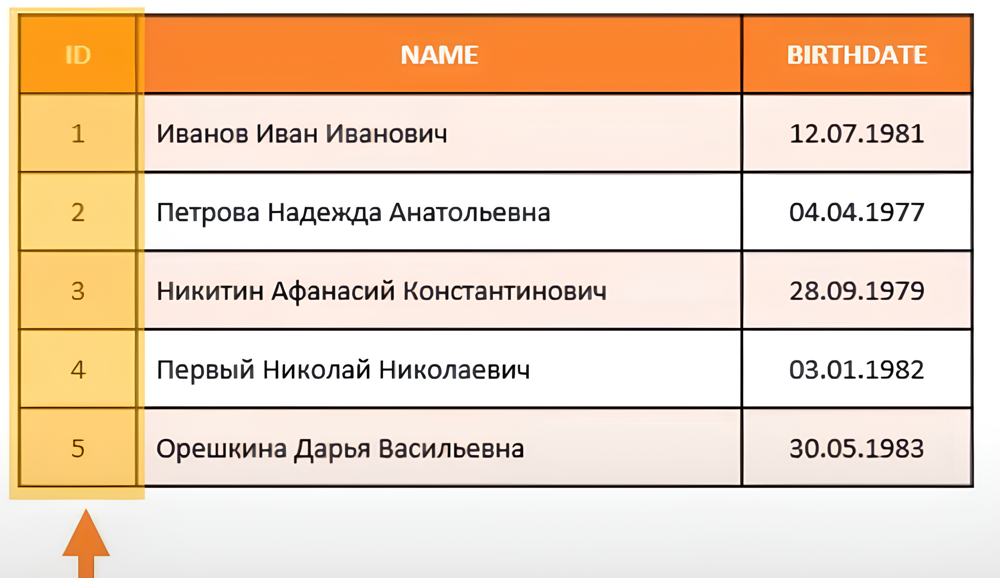 ID NAME BIRTHDATE
1 Иванов Иван Иванович 12.07.1981
2 Петрова Надежда Анатольевна 04.04.1977
3 Никитин Афанасий Константинович 28.09.1979
4 Первый Николай Николаевич 03.01.1982
5 Орешкина Дарья Васильевна 30.05.1983